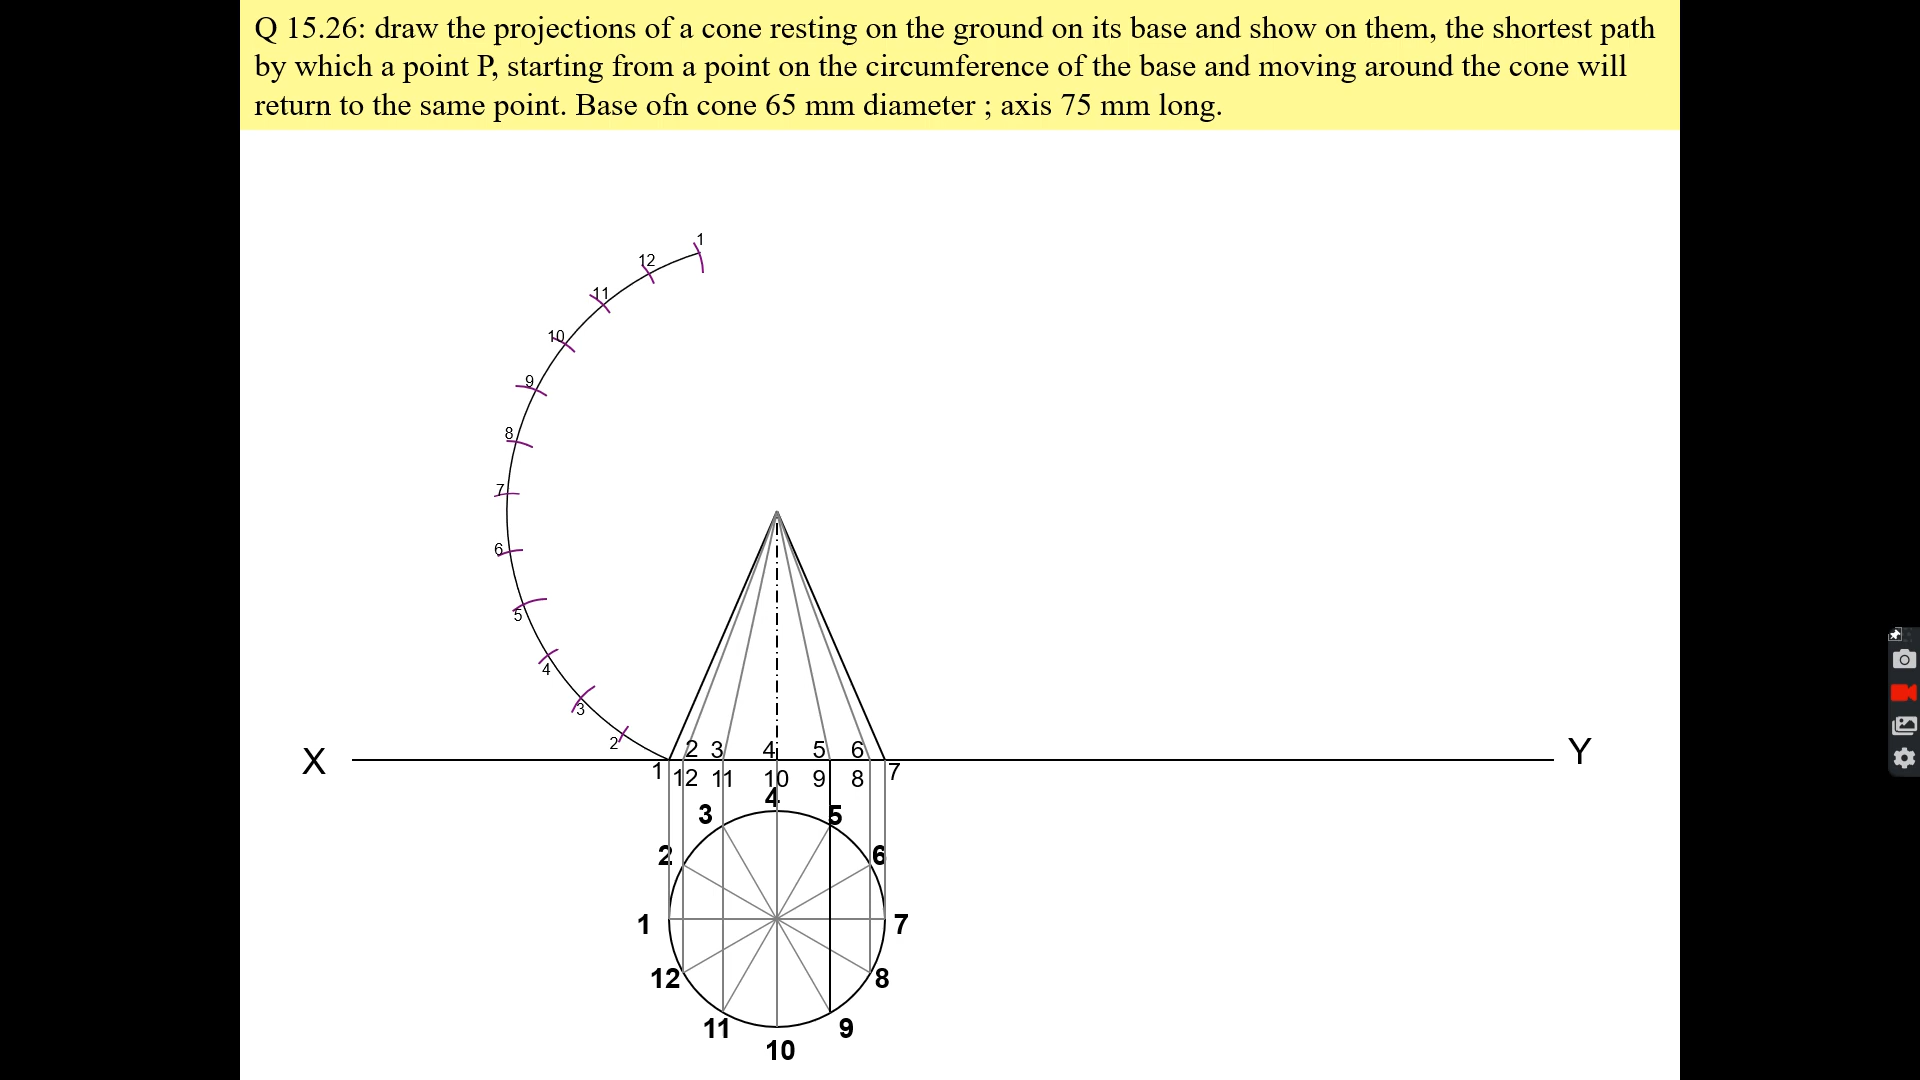 Q 15.26: draw the projections of a cone resting on the ground on its base and show on them, the shortest path
by which a point P, starting from a point on the circumference of the base and moving around the cone will
return to the same point. Base ofn cone 65 mm diameter ; axis 75 mm long.
1
12
11
10
9
8
7
6
5
4
3
2
X
Y
2 3 4 5 6
1 12 11 10 9 8 7
4
3 5
2 6
1 7
12 8
11 9
10